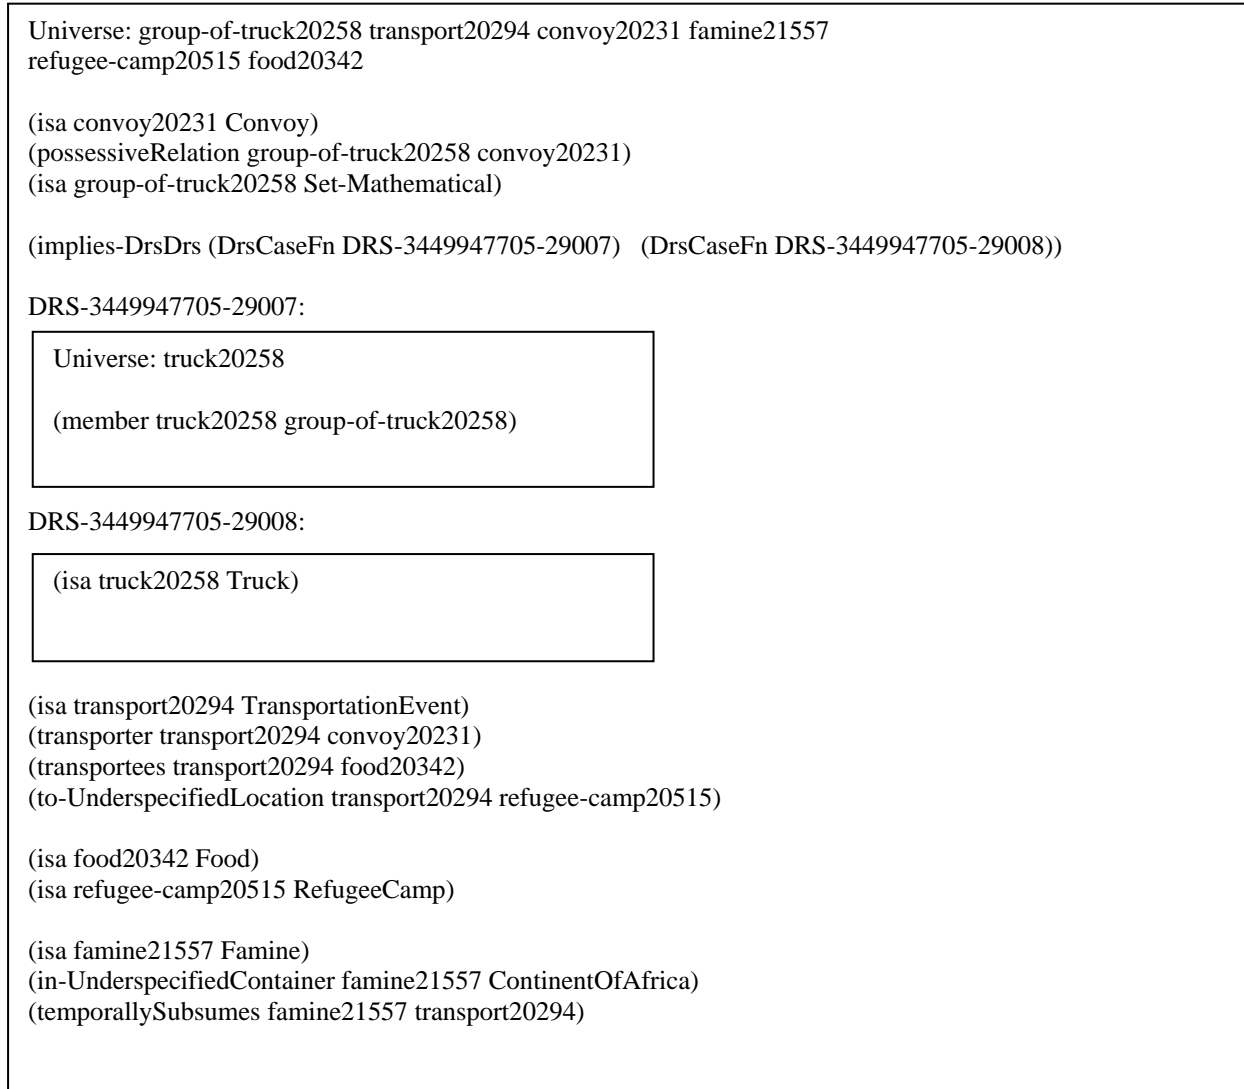 Universe: group-of-truck20258 transport20294 convoy20231 famine21557
refugee-camp20515 food20342
(isa convoy20231 Convoy)
(possessiveRelation group-of-truck20258 convoy20231)
(isa group-of-truck20258 Set-Mathematical)
(implies-DrsDrs (DrsCaseFn DRS-3449947705-29007) (DrsCaseFn DRS-3449947705-29008))
DRS-3449947705-29007:
Universe: truck20258
(member truck20258 group-of-truck20258)
DRS-3449947705-29008:
(isa truck20258 Truck)
(isa transport20294 TransportationEvent)
(transporter transport20294 convoy20231)
(transportees transport20294 food20342)
(to-UnderspecifiedLocation transport20294 refugee-camp20515)
(isa food20342 Food)
(isa refugee-camp20515 RefugeeCamp)
(isa famine21557 Famine)
(in-UnderspecifiedContainer famine21557 ContinentOfAfrica)
(temporallySubsumes famine21557 transport20294)